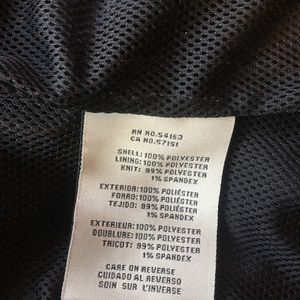 RN NO.54163
CA NO.57151
SHELL:100% POLYESTER
LINING:100% POLYESTER
KNIT: 99% POLYESTER
1% SPANDEX
EXTERIOR:100% POLIÉSTER
FORRO:100% POLIÉSTER
TEJIDO: 99% POLIÉSTER
1% SPANDEX
EXTERIEUR:100% POLYESTER
DOUBLURE:100% POLYESTER
TRICOT: 99% POLYESTER
1% SPANDEX
CARE ON REVERSE
CUIDADO AL REVERSO
SOIN SUR L'INVERSE